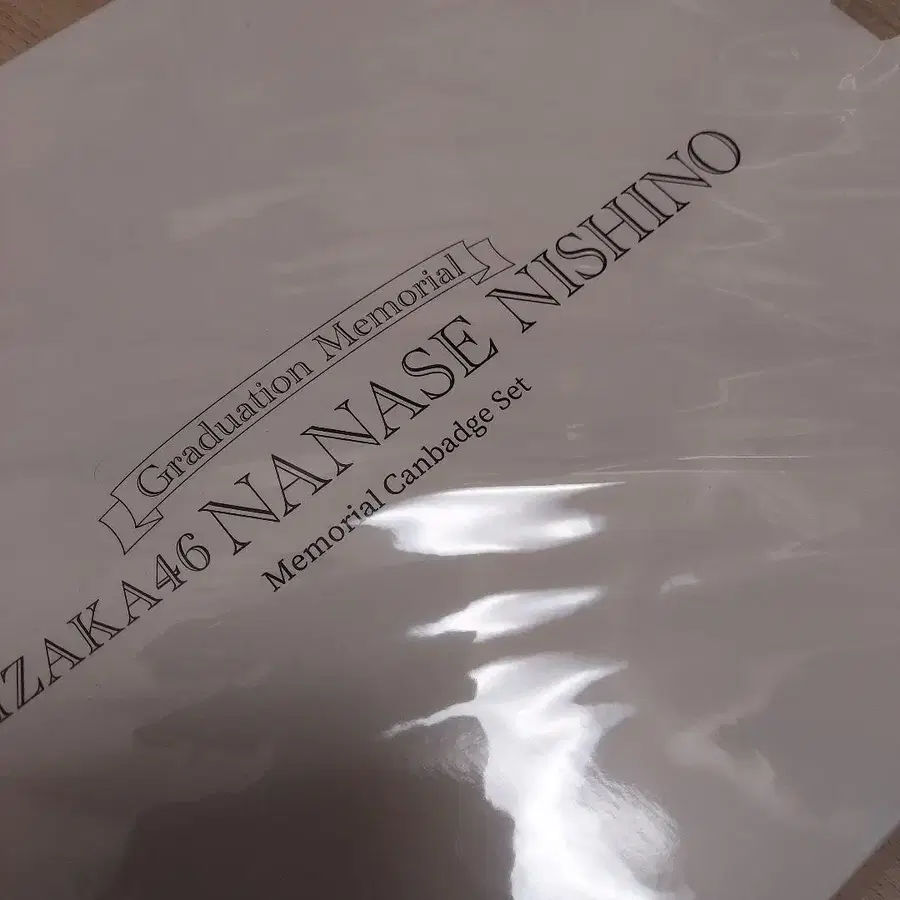 Graduation Memorial
IZAKA46 NANASE NISHINO
Memorial Canbadge Set